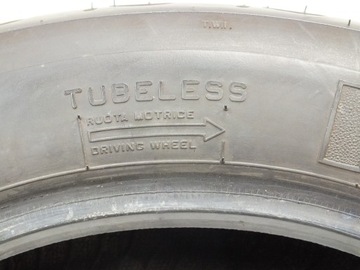 T.W.I.
TUBELESS
RUOTA MOTRICE
DRIVING WHEEL